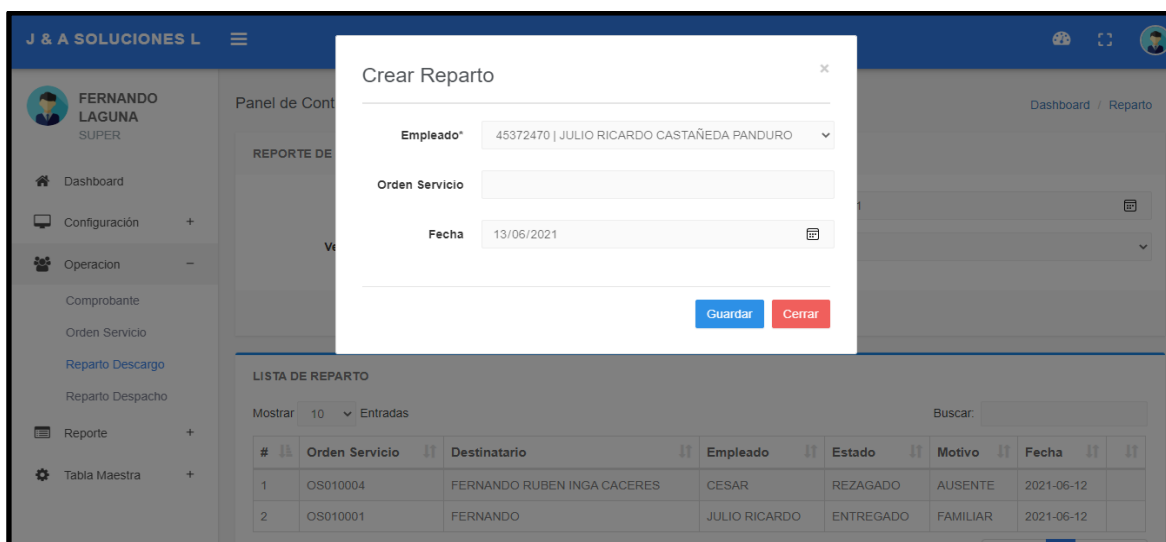 J & A SOLUCIONES L
FERNANDO
LAGUNA
SUPER
Dashboard
Configuración +
Operacion −
Comprobante
Orden Servicio
Reparto Descargo
Reparto Despacho
Reporte +
Tabla Maestra +
Panel de Cont
Dashboard / Reparto
REPORTE DE
Crear Reparto ×
Empleado* 45372470 | JULIO RICARDO CASTAÑEDA PANDURO
Orden Servicio
Fecha 13/06/2021
Guardar Cerrar
LISTA DE REPARTO
Mostrar 10 Entradas Buscar:
# Orden Servicio Destinatario Empleado Estado Motivo Fecha
1 OS010004 FERNANDO RUBEN INGA CACERES CESAR REZAGADO AUSENTE 2021-06-12
2 OS010001 FERNANDO JULIO RICARDO ENTREGADO FAMILIAR 2021-06-12